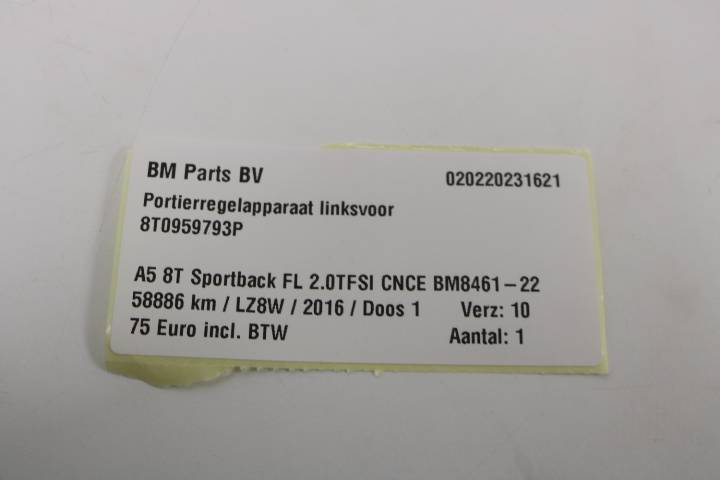 BM Parts BV 020220231621
Portierregelapparaat linksvoor
8T0959793P
A5 8T Sportback FL 2.0TFSI CNCE BM8461-22
58886 km / LZ8W / 2016 / Doos 1 Verz: 10
75 Euro incl. BTW Aantal: 1